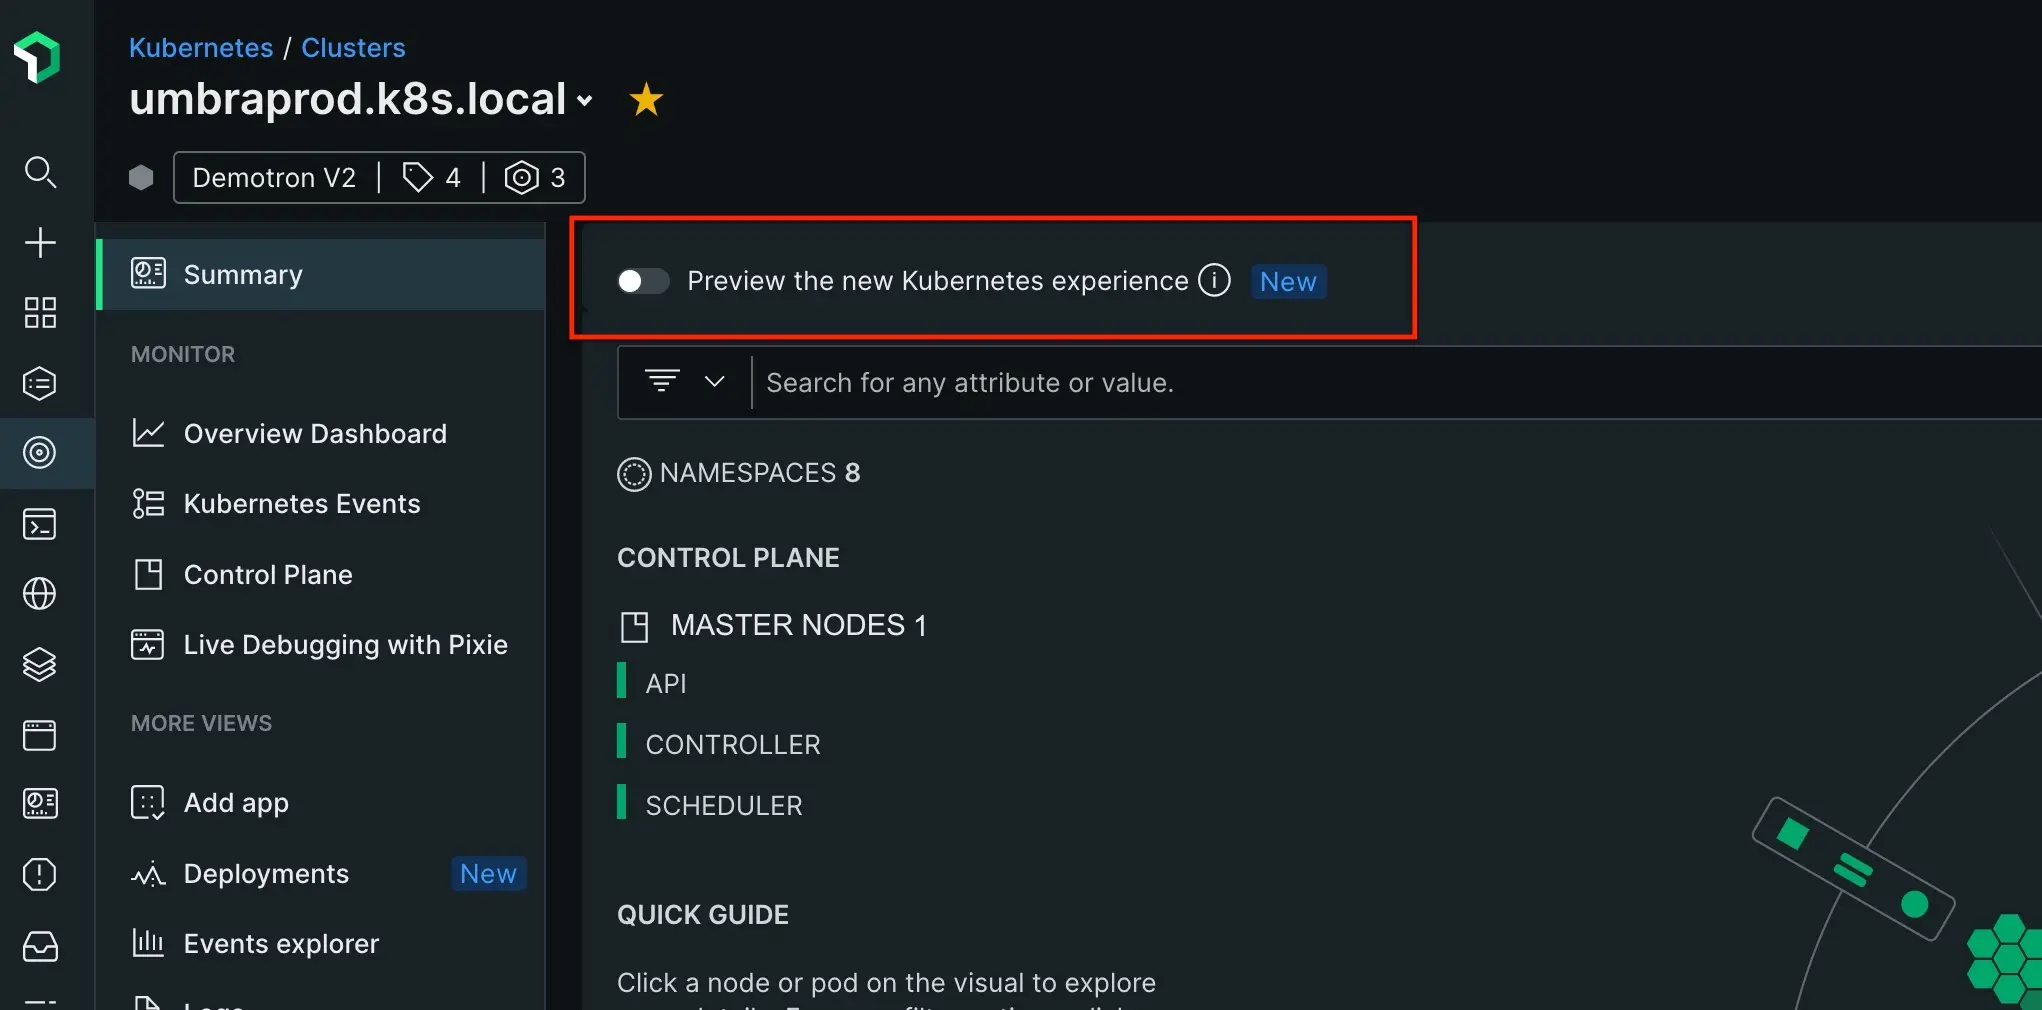 Kubernetes / Clusters
umbraprod.k8s.local
Demotron V2 | 4 | 3
Summary
MONITOR
Overview Dashboard
Kubernetes Events
Control Plane
Live Debugging with Pixie
MORE VIEWS
Add app
Deployments New
Events explorer
Preview the new Kubernetes experience New
Search for any attribute or value.
NAMESPACES 8
CONTROL PLANE
MASTER NODES 1
API
CONTROLLER
SCHEDULER
QUICK GUIDE
Click a node or pod on the visual to explore